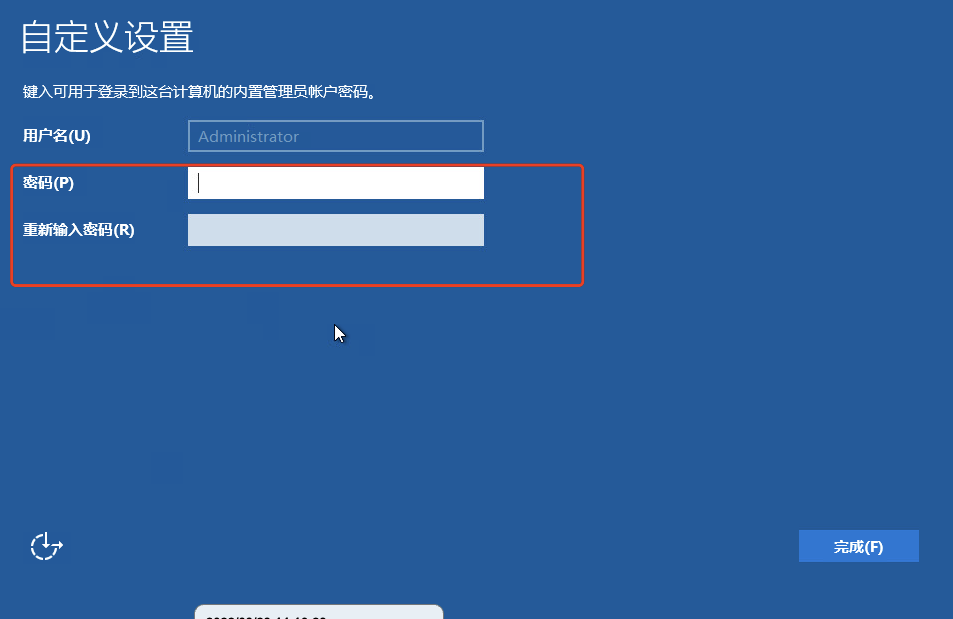 自定义设置
键入可用于登录到这台计算机的内置管理员帐户密码。
用户名(U)
Administrator
密码(P)
重新输入密码(R)
完成(F)